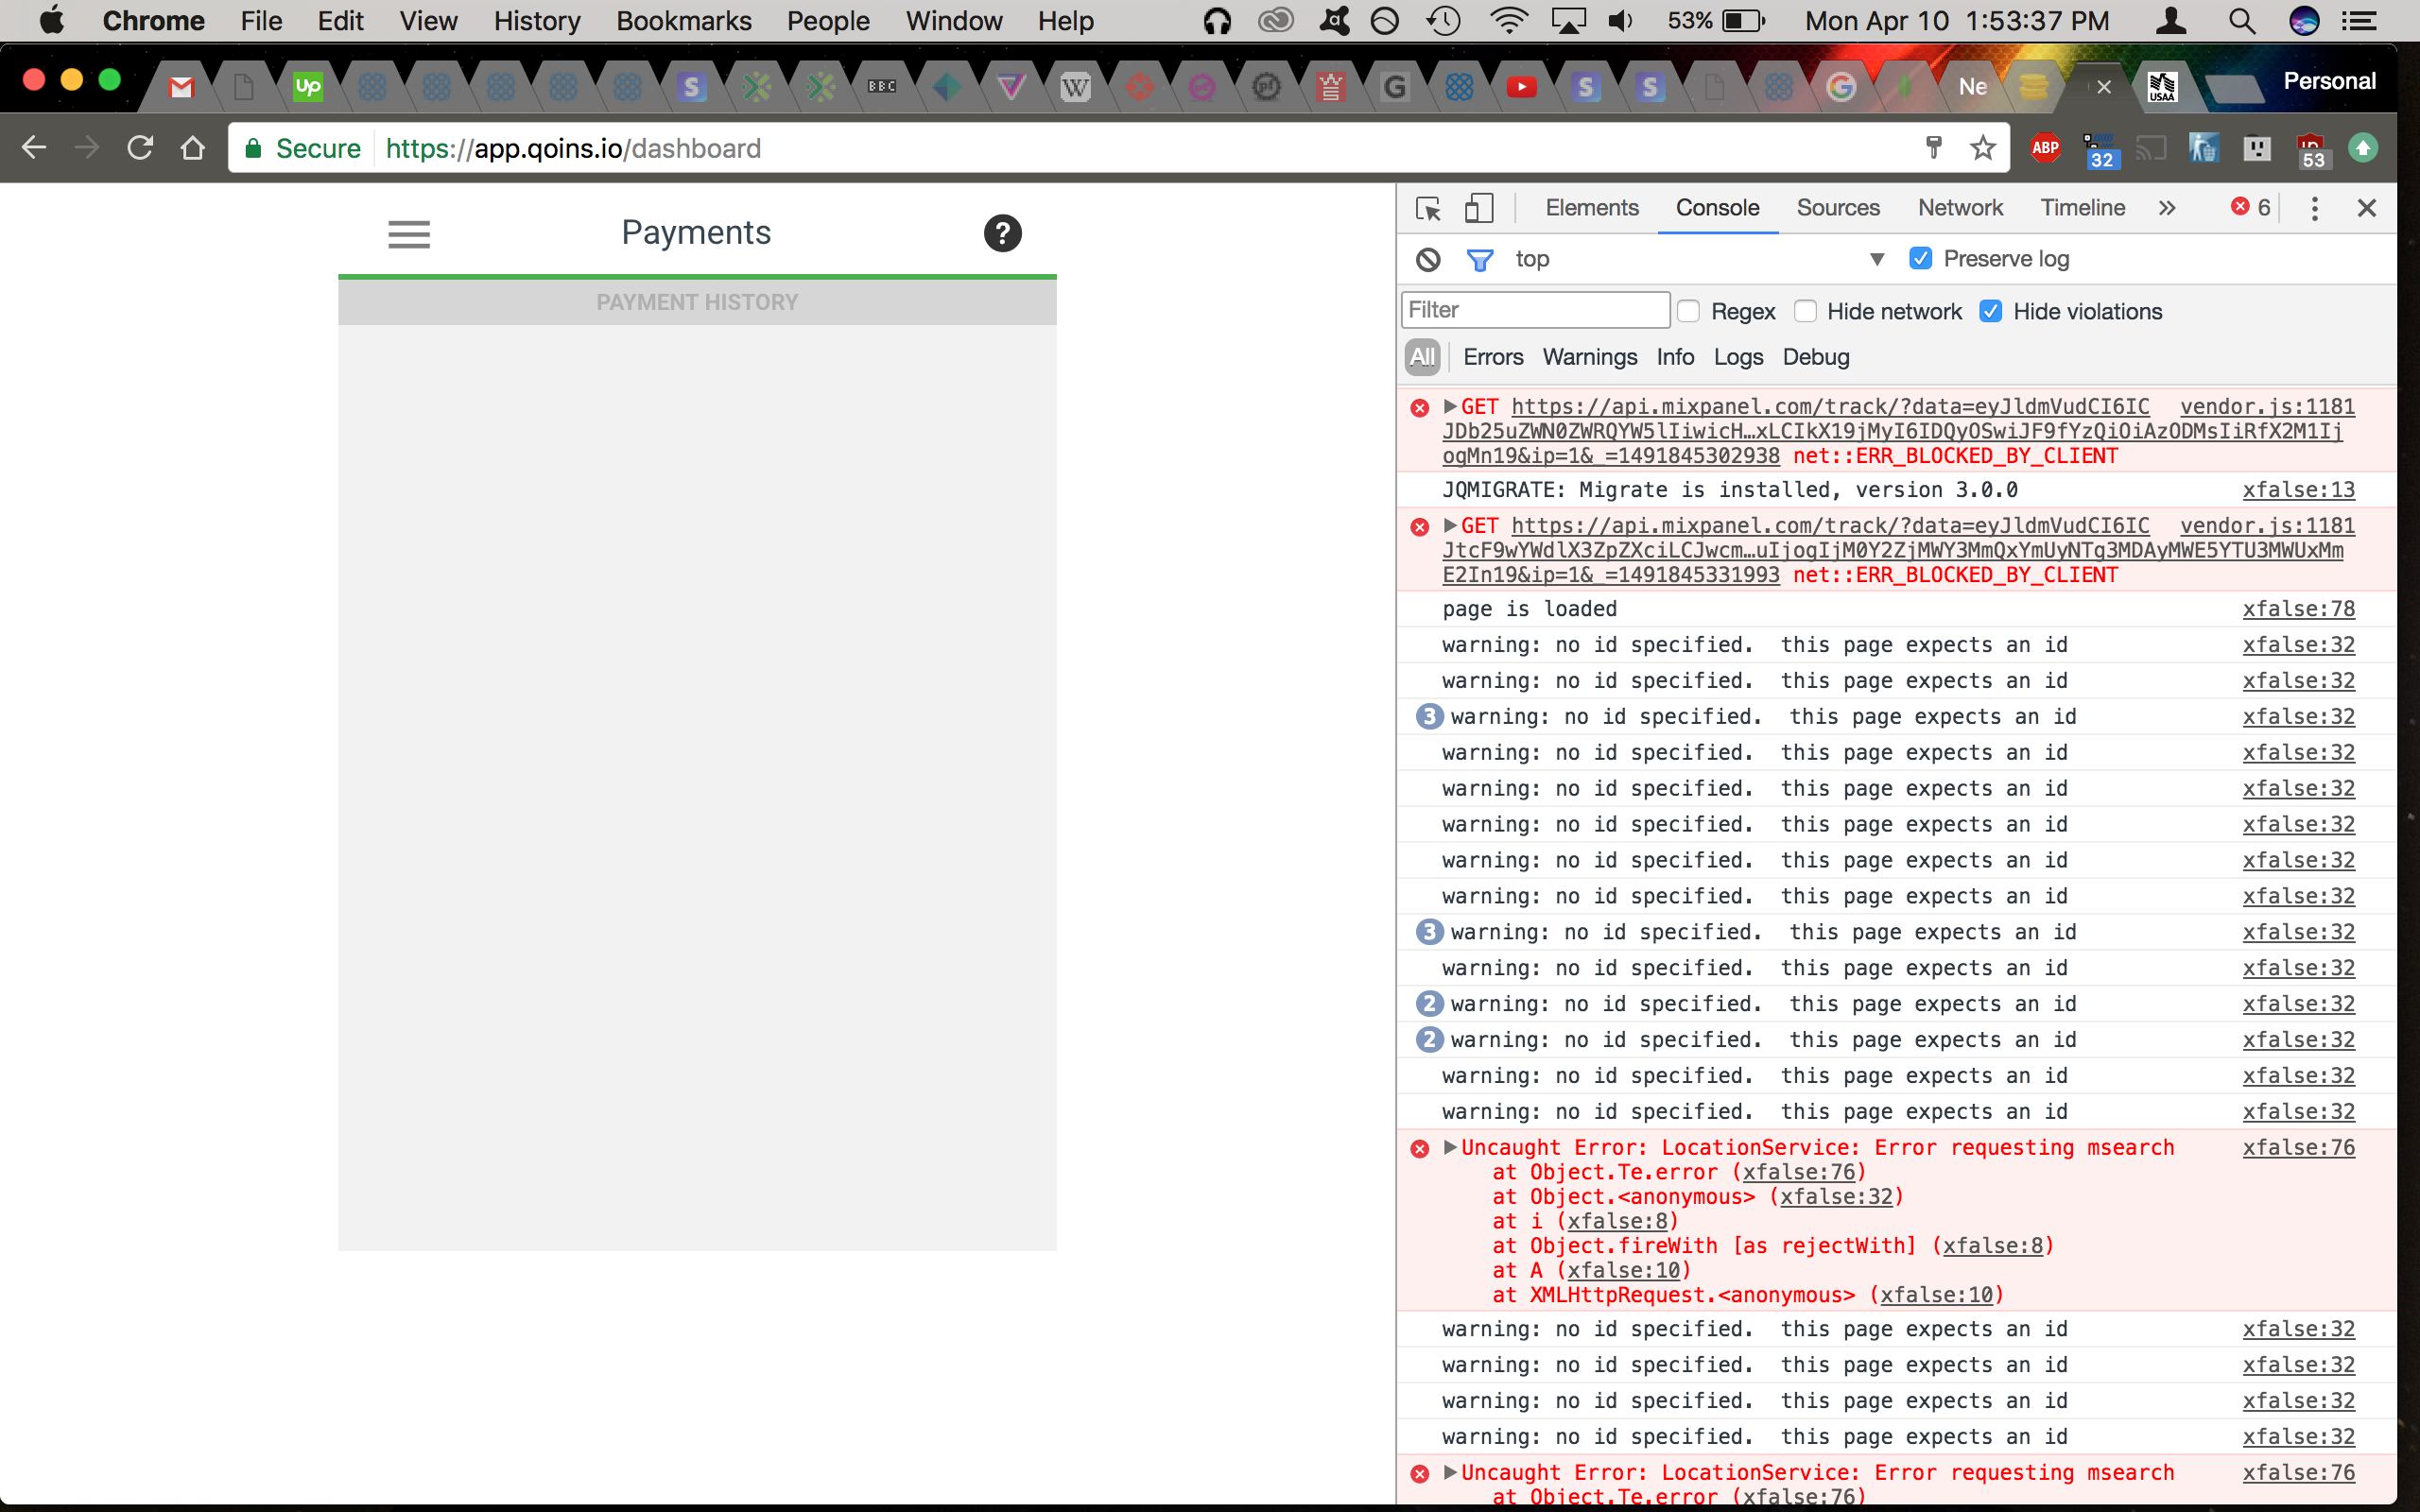 Chrome File Edit View History Bookmarks People Window Help 53% Mon Apr 10 1:53:37 PM
Up BBC W G Ne USAA Personal
Secure https://app.qoins.io/dashboard ABP 32 53
Payments ?
PAYMENT HISTORY
Elements Console Sources Network Timeline » 6
top Preserve log
Filter Regex Hide network Hide violations
All Errors Warnings Info Logs Debug
GET https://api.mixpanel.com/track/?data=eyJldmVudCI6IC vendor.js:1181
JDb25uZWN0ZWRQYW5lIiwicH…xLCIkX19jMyI6IDQyOSwiJF9fYzQiOiAzODMsIiRfX2M1Ij
ogMn19&ip=1&_=1491845302938 net::ERR_BLOCKED_BY_CLIENT
JQMIGRATE: Migrate is installed, version 3.0.0 xfalse:13
GET https://api.mixpanel.com/track/?data=eyJldmVudCI6IC vendor.js:1181
JtcF9wYWdlX3ZpZXciLCJwcm…uIjogIjM0Y2ZjMWY3MmQxYmUyNTg3MDAyMWE5YTU3MWUxMm
E2In19&ip=1&_=1491845331993 net::ERR_BLOCKED_BY_CLIENT
page is loaded xfalse:78
warning: no id specified. this page expects an id xfalse:32
warning: no id specified. this page expects an id xfalse:32
3 warning: no id specified. this page expects an id xfalse:32
warning: no id specified. this page expects an id xfalse:32
warning: no id specified. this page expects an id xfalse:32
warning: no id specified. this page expects an id xfalse:32
warning: no id specified. this page expects an id xfalse:32
warning: no id specified. this page expects an id xfalse:32
3 warning: no id specified. this page expects an id xfalse:32
warning: no id specified. this page expects an id xfalse:32
2 warning: no id specified. this page expects an id xfalse:32
2 warning: no id specified. this page expects an id xfalse:32
warning: no id specified. this page expects an id xfalse:32
warning: no id specified. this page expects an id xfalse:32
Uncaught Error: LocationService: Error requesting msearch xfalse:76
at Object.Te.error (xfalse:76)
at Object.<anonymous> (xfalse:32)
at i (xfalse:8)
at Object.fireWith [as rejectWith] (xfalse:8)
at A (xfalse:10)
at XMLHttpRequest.<anonymous> (xfalse:10)
warning: no id specified. this page expects an id xfalse:32
warning: no id specified. this page expects an id xfalse:32
warning: no id specified. this page expects an id xfalse:32
warning: no id specified. this page expects an id xfalse:32
Uncaught Error: LocationService: Error requesting msearch xfalse:76
at Object.Te.error (xfalse:76)